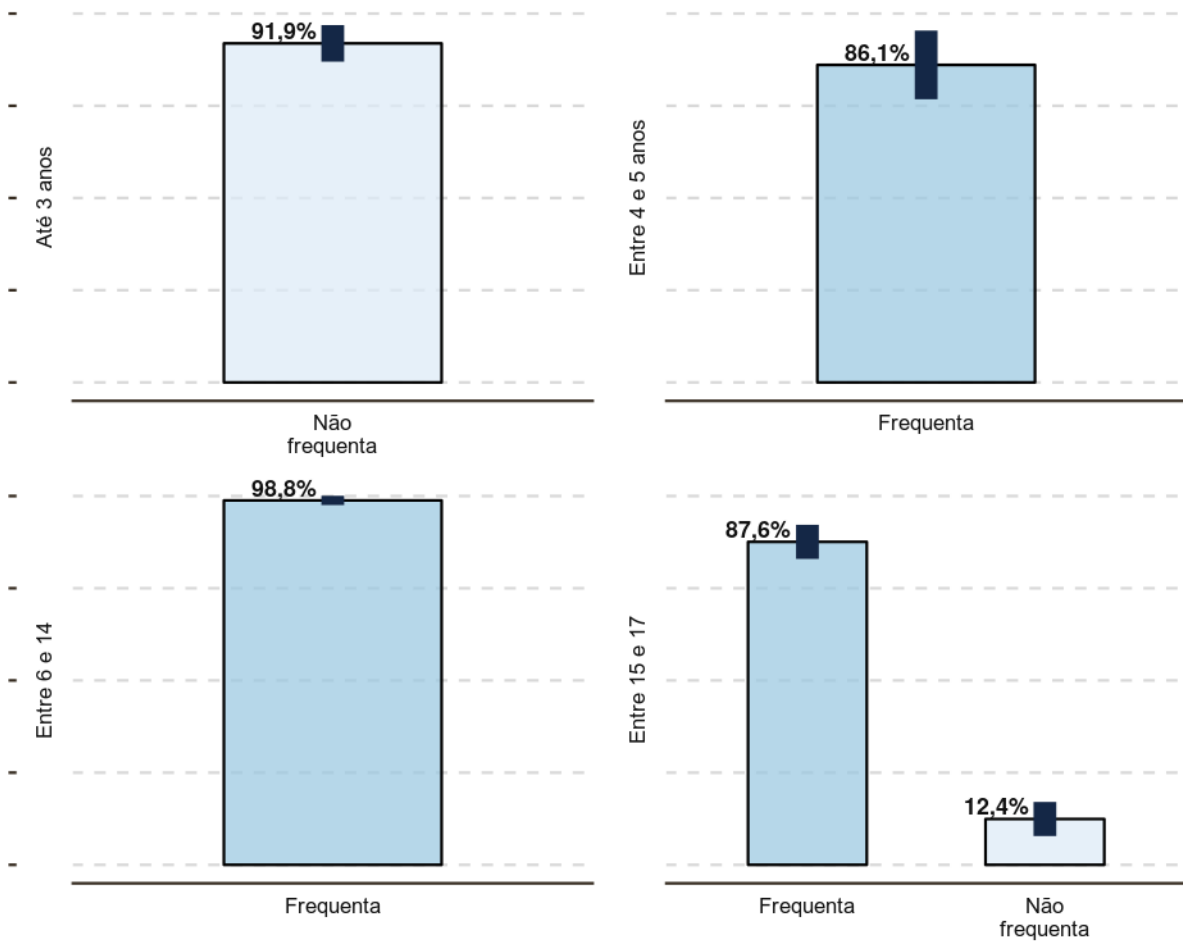 Até 3 anos
91,9%
Não
frequenta
Entre 4 e 5 anos
86,1%
Frequenta
Entre 6 e 14
98,8%
Frequenta
Entre 15 e 17
87,6%
12,4%
Frequenta
Não
frequenta